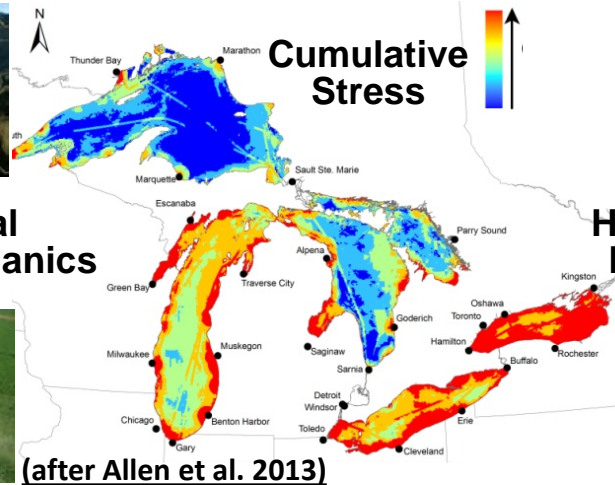 N
Thunder Bay
Marathon
Cumulative
Stress
Marquette
Sault Ste. Marie
Escanaba
Parry Sound
Alpena
Green Bay
Traverse City
Kingston
Oshawa
Toronto
Goderich
Hamilton
Rochester
Saginaw
Milwaukee
Muskegon
Sarnia
Buffalo
Detroit
Windsor
Chicago
Benton Harbor
Erie
Toledo
Gary
Cleveland
(after Allen et al. 2013)